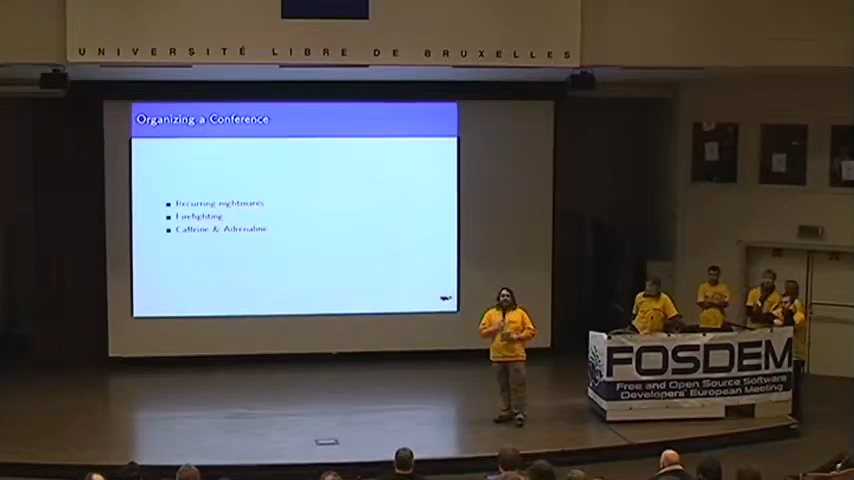 UNIVERSITÉ LIBRE DE BRUXELLES
Organizing a Conference
Recurring nightmares
Firefighting
Caffeine & Adrenaline
FOSDEM
Free and Open Source Software
Developers' European Meeting